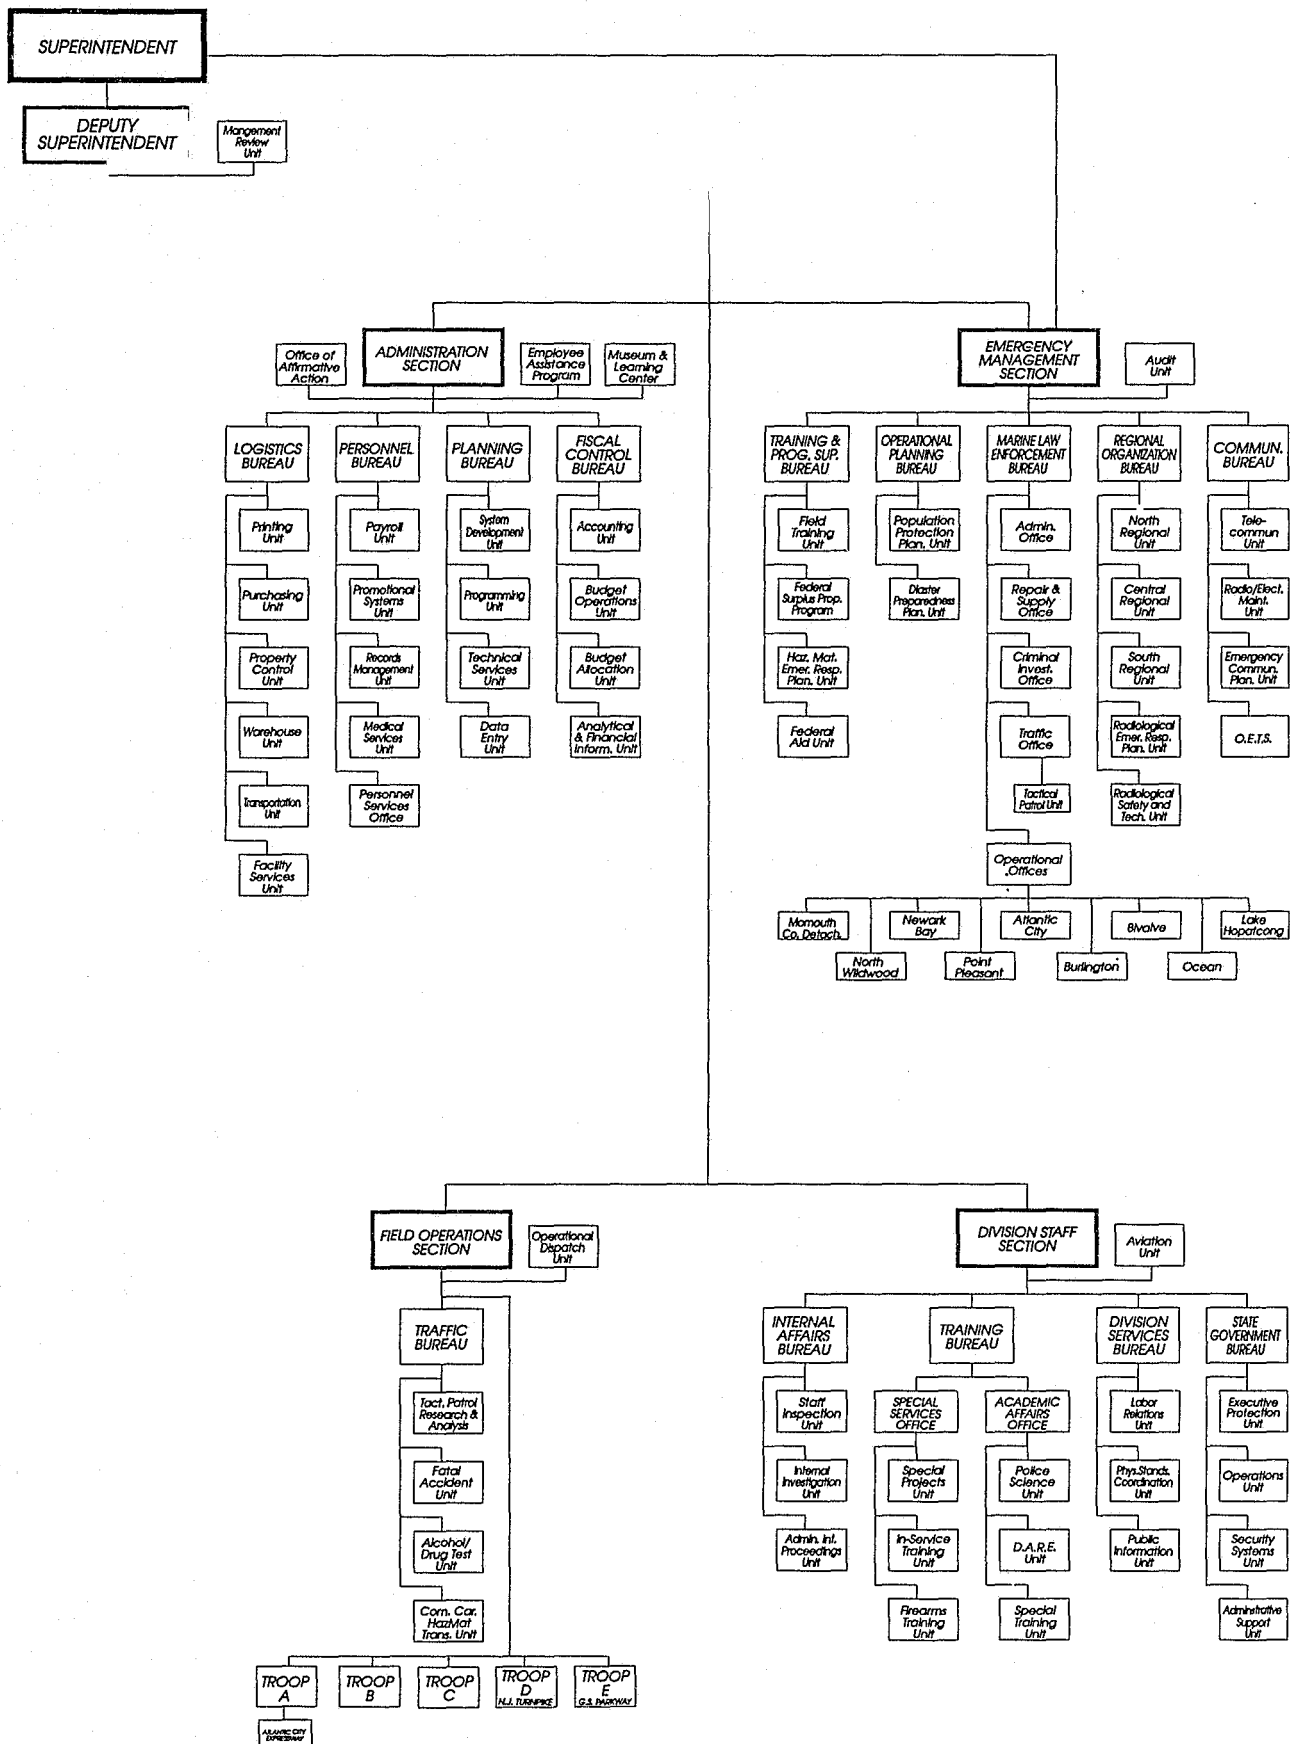 SUPERINTENDENT
DEPUTY
SUPERINTENDENT
Mangement
Review
Unit
Office of
Affirmative
Action
ADMINISTRATION
SECTION
Employee
Assistance
Program
Museum &
Learning
Center
EMERGENCY
MANAGEMENT
SECTION
Audit
Unit
LOGISTICS
BUREAU
PERSONNEL
BUREAU
PLANNING
BUREAU
FISCAL
CONTROL
BUREAU
TRAINING &
PROG. SUP.
BUREAU
OPERATIONAL
PLANNING
BUREAU
MARINE LAW
ENFORCEMENT
BUREAU
REGIONAL
ORGANIZATION
BUREAU
COMMUN.
BUREAU
Printing
Unit
Payroll
Unit
System
Development
Unit
Accounting
Unit
Field
Training
Unit
Population
Protection
Plan. Unit
Admin.
Office
North
Regional
Unit
Tele-
commun
Unit
Purchasing
Unit
Promotional
Systems
Unit
Programming
Unit
Budget
Operations
Unit
Federal
Surplus Prop.
Program
Diaster
Preparedness
Plan. Unit
Repair &
Supply
Office
Central
Regional
Unit
Radio/Elect.
Maint.
Unit
Property
Control
Unit
Records
Management
Unit
Technical
Services
Unit
Budget
Allocation
Unit
Haz. Mat.
Emer. Resp.
Plan. Unit
Criminal
Invest.
Office
South
Regional
Unit
Emergency
Commun.
Plan. Unit
Warehouse
Unit
Medical
Services
Unit
Data
Entry
Unit
Analytical
& Financial
Inform. Unit
Federal
Aid Unit
Traffic
Office
Radiological
Emer. Resp.
Plan. Unit
O.E.T.S.
Transportation
Unit
Personnel
Services
Office
Tactical
Patrol Unit
Radiological
Safety and
Tech. Unit
Facility
Services
Unit
Operational
Offices
Momouth
Co. Detach.
Newark
Bay
Atlantic
City
Bivalve
Lake
Hopatcong
North
Wildwood
Point
Pleasant
Burlington
Ocean
FIELD OPERATIONS
SECTION
Operational
Dispatch
Unit
DIVISION STAFF
SECTION
Aviation
Unit
TRAFFIC
BUREAU
INTERNAL
AFFAIRS
BUREAU
TRAINING
BUREAU
DIVISION
SERVICES
BUREAU
STATE
GOVERNMENT
BUREAU
Tact. Patrol
Research &
Analysis
Staff
Inspection
Unit
SPECIAL
SERVICES
OFFICE
ACADEMIC
AFFAIRS
OFFICE
Labor
Relations
Unit
Executive
Protection
Unit
Fatal
Accident
Unit
Internal
Investigation
Unit
Special
Projects
Unit
Police
Science
Unit
Phys.Stands.
Coordination
Unit
Operations
Unit
Alcohol/
Drug Test
Unit
Admin. Int.
Proceedings
Unit
In-Service
Training
Unit
D.A.R.E.
Unit
Public
Information
Unit
Security
Systems
Unit
Com. Car.
HazMat
Trans. Unit
Firearms
Training
Unit
Special
Training
Unit
Administrative
Support
Unit
TROOP
A
TROOP
B
TROOP
C
TROOP
D
N.J. TURNPIKE
TROOP
E
G.S. PARKWAY
ATLANTIC CITY
EXPRESSWAY